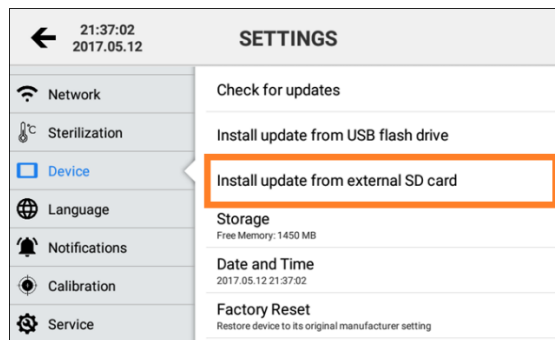 21:37:02
2017.05.12
SETTINGS
Network
°C Sterilization
Device
Language
Notifications
Calibration
Service
Check for updates
Install update from USB flash drive
Install update from external SD card
Storage
Free Memory: 1450 MB
Date and Time
2017.05.12 21:37:02
Factory Reset
Restore device to its original manufacturer setting